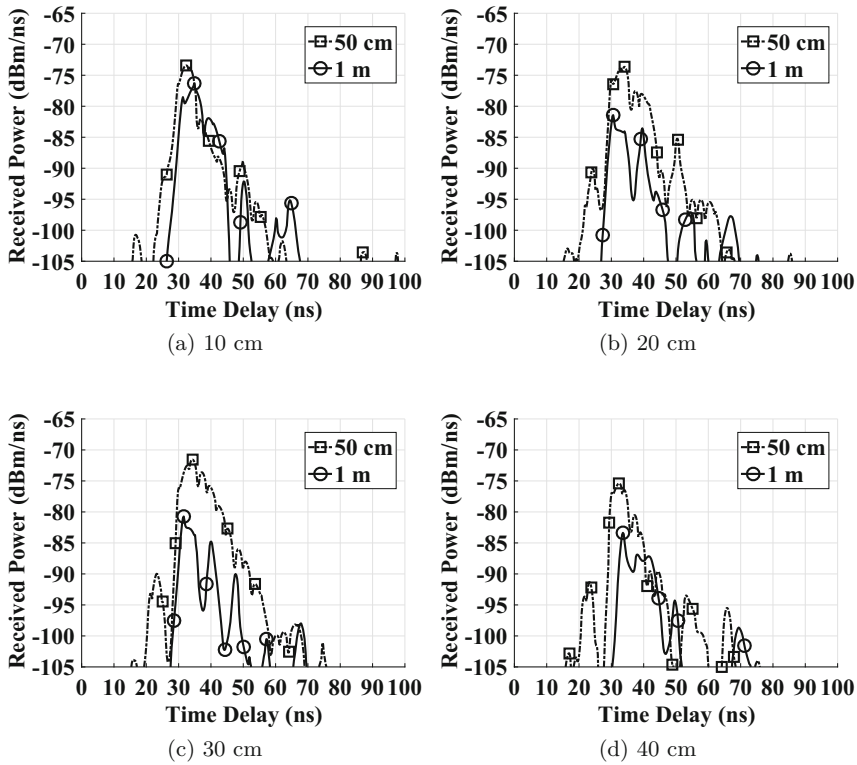 -65
-70
-75
-80
-85
-90
-95
-100
-105
Received Power (dBm/ns)
50 cm
1 m
0 10 20 30 40 50 60 70 80 90 100
Time Delay (ns)
(a) 10 cm
-65
-70
-75
-80
-85
-90
-95
-100
-105
Received Power (dBm/ns)
50 cm
1 m
0 10 20 30 40 50 60 70 80 90 100
Time Delay (ns)
(b) 20 cm
-65
-70
-75
-80
-85
-90
-95
-100
-105
Received Power (dBm/ns)
50 cm
1 m
0 10 20 30 40 50 60 70 80 90 100
Time Delay (ns)
(c) 30 cm
-65
-70
-75
-80
-85
-90
-95
-100
-105
Received Power (dBm/ns)
50 cm
1 m
0 10 20 30 40 50 60 70 80 90 100
Time Delay (ns)
(d) 40 cm